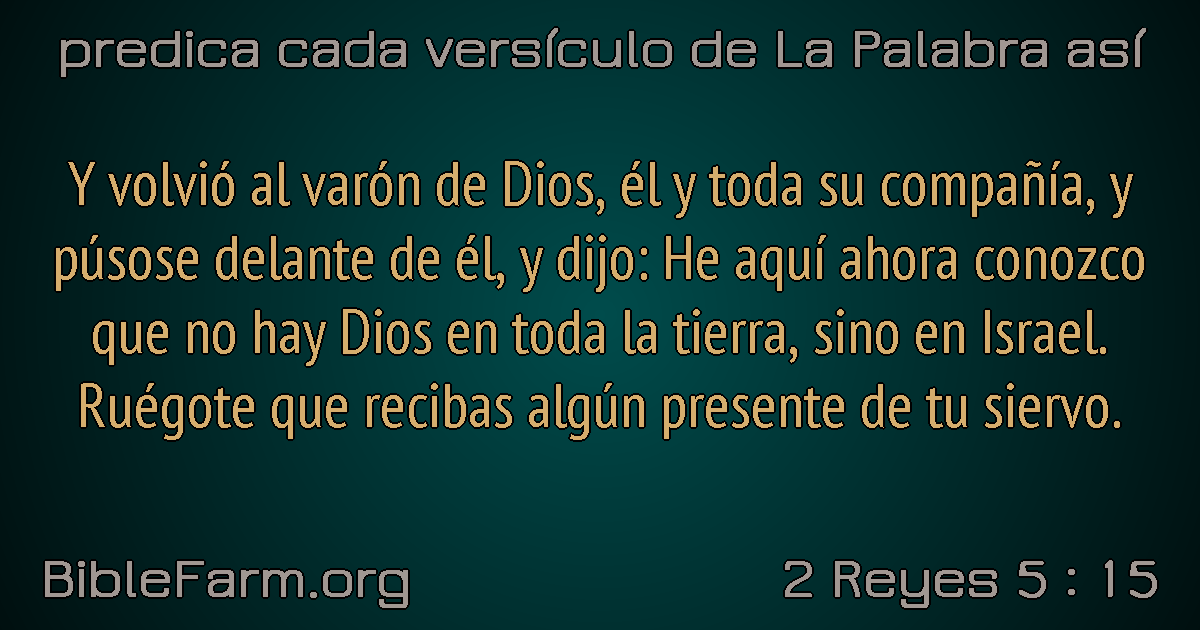 predica cada versículo de La Palabra así
Y volvió al varón de Dios, él y toda su compañía, y
púsose delante de él, y dijo: He aquí ahora conozco
que no hay Dios en toda la tierra, sino en Israel.
Ruégote que recibas algún presente de tu siervo.
BibleFarm.org
2 Reyes 5 : 15